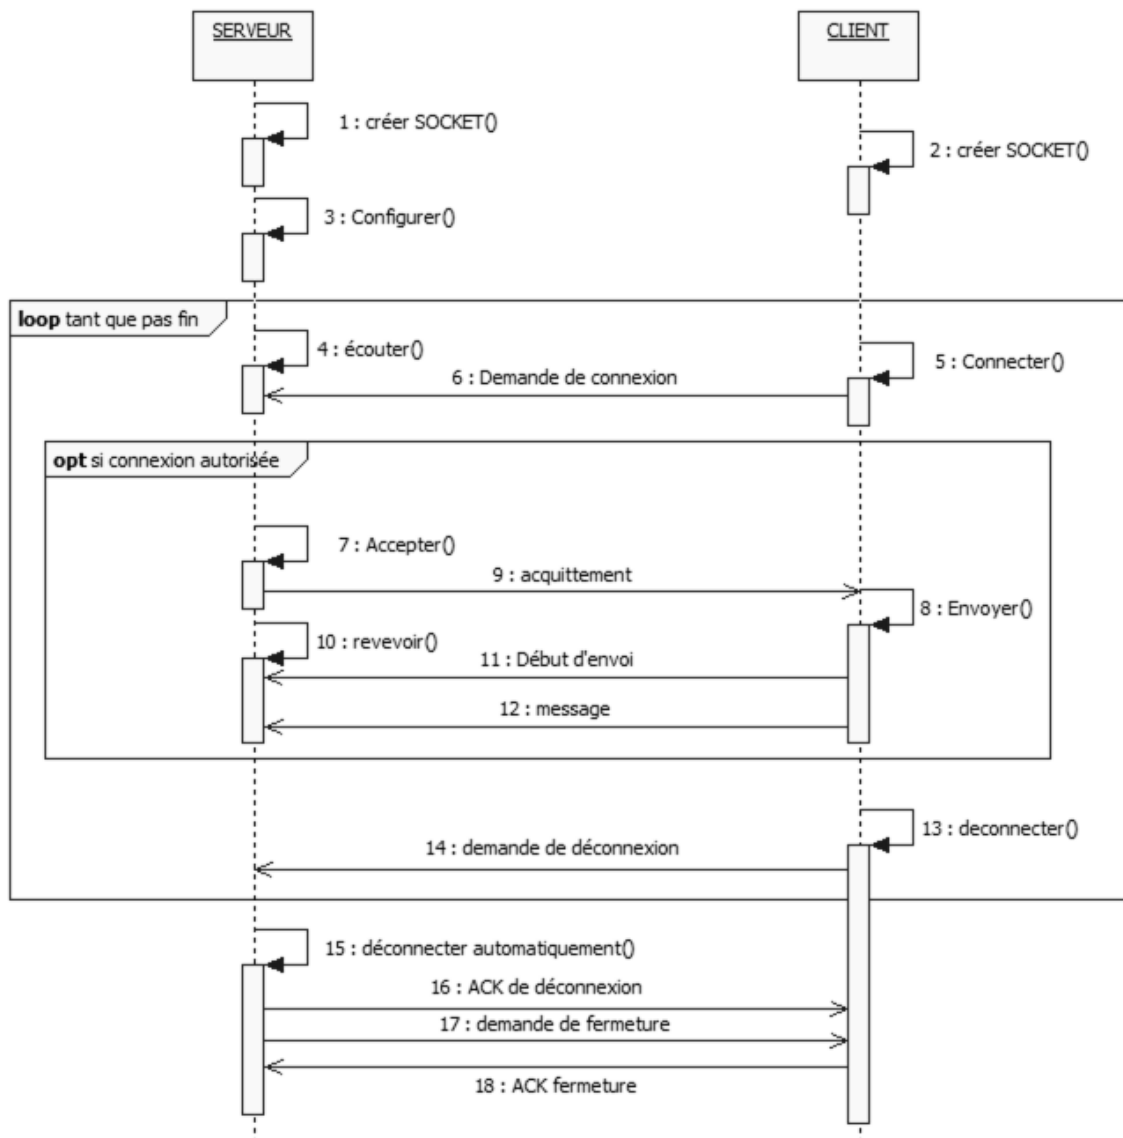 SERVEUR
CLIENT
1 : créer SOCKET()
2 : créer SOCKET()
3 : Configurer()
loop tant que pas fin
4 : écouter()
5 : Connecter()
6 : Demande de connexion
opt si connexion autorisée
7 : Accepter()
9 : acquittement
8 : Envoyer()
10 : revevoir()
11 : Début d'envoi
12 : message
13 : deconnecter()
14 : demande de déconnexion
15 : déconnecter automatiquement()
16 : ACK de déconnexion
17 : demande de fermeture
18 : ACK fermeture